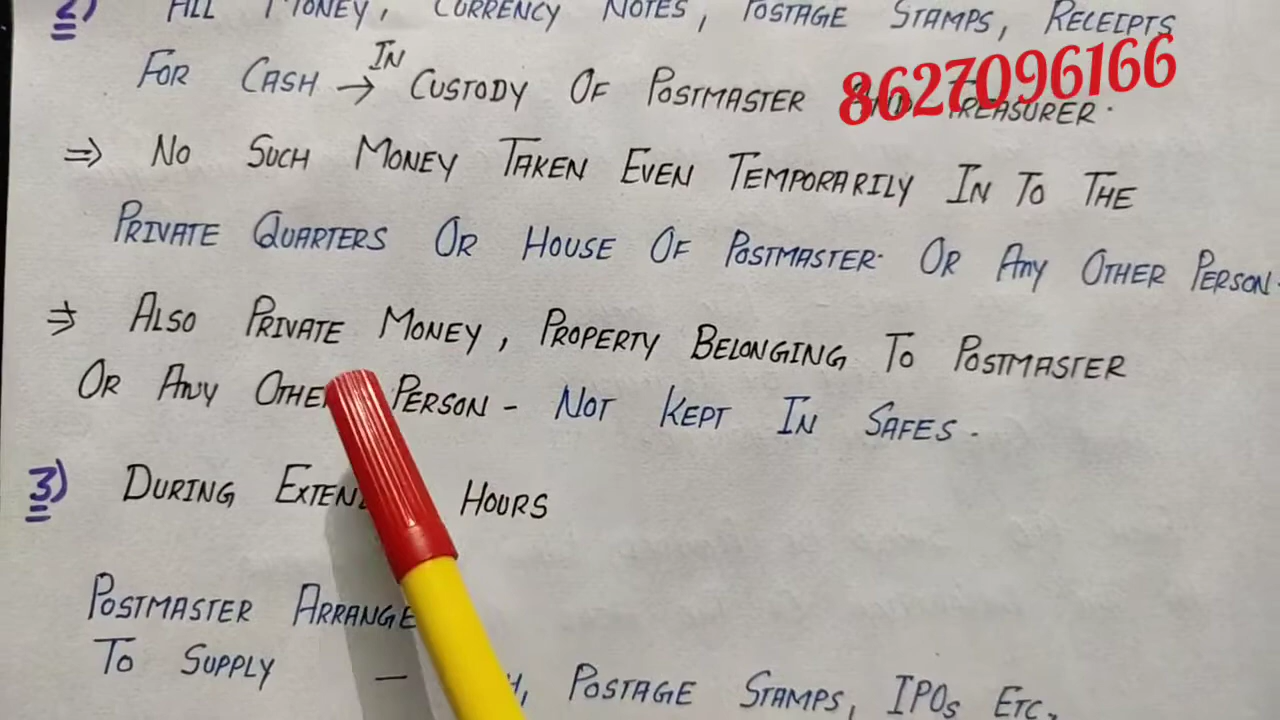 2) ALL MONEY, CURRENCY NOTES, POSTAGE STAMPS, RECEIPTS
FOR CASH → IN CUSTODY OF POSTMASTER AND TREASURER.
8627096166
⇒ NO SUCH MONEY TAKEN EVEN TEMPORARILY IN TO THE
PRIVATE QUARTERS OR HOUSE OF POSTMASTER OR ANY OTHER PERSON.
⇒ ALSO PRIVATE MONEY, PROPERTY BELONGING TO POSTMASTER
OR ANY OTHER PERSON - NOT KEPT IN SAFES.
3) DURING HOURS
POSTMASTER ARRANGE
TO SUPPLY — POSTAGE STAMPS, IPOs ETC.